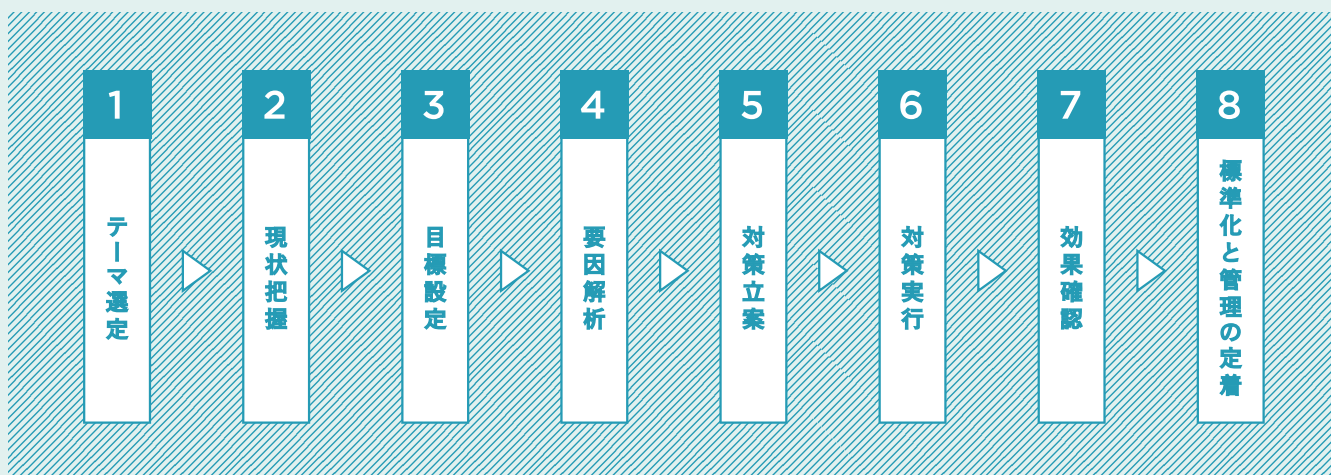 1
テーマ選定
2
現状把握
3
目標設定
4
要因解析
5
対策立案
6
対策実行
7
効果確認
8
標準化と管理の定着